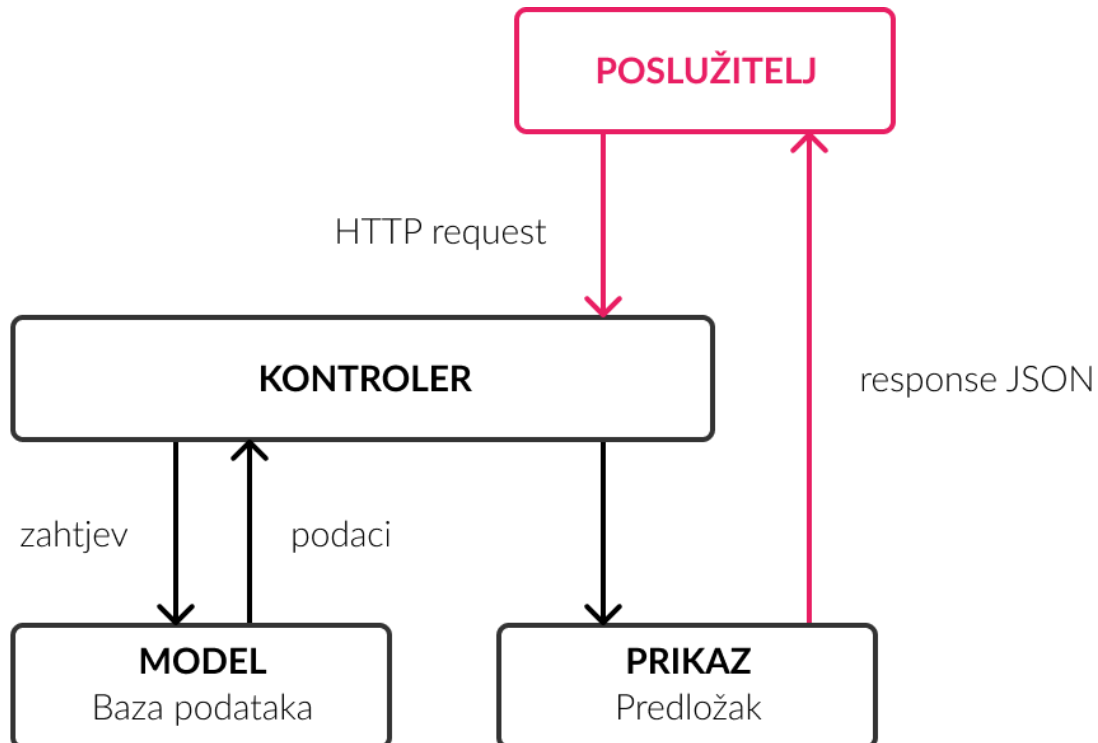 POSLUŽITELJ
HTTP request
KONTROLER
response JSON
zahtjev
podaci
MODEL
Baza podataka
PRIKAZ
Predložak